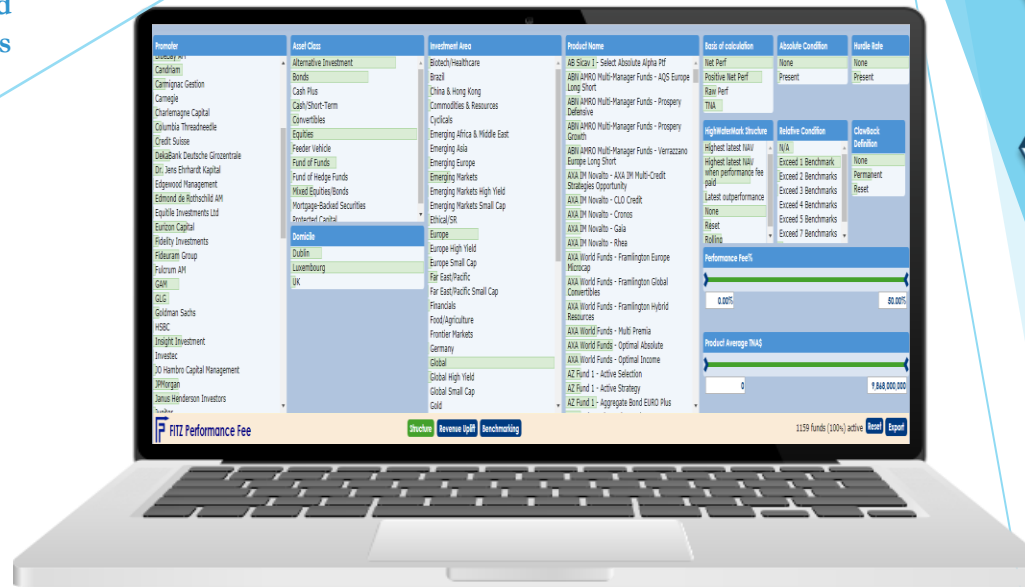 d
s
Promoter
Candriam
Carmignac Gestion
Carnegie
Charlemagne Capital
Columbia Threadneedle
Credit Suisse
DekaBank Deutsche Girozentrale
Dr. Jens Ehrhardt Kapital
Edgewood Management
Edmond de Rothschild AM
Equitile Investments Ltd
Eurizon Capital
Fidelity Investments
Fideuram Group
Fulcrum AM
GAM
GLG
Goldman Sachs
HSBC
Insight Investment
Investec
JO Hambro Capital Management
JPMorgan
Janus Henderson Investors
Asset Class
Alternative Investment
Bonds
Cash Plus
Cash/Short-Term
Convertibles
Equities
Feeder Vehicle
Fund of Funds
Fund of Hedge Funds
Mixed Equities/Bonds
Mortgage-Backed Securities
Protected Capital
Domicile
Dublin
Luxembourg
UK
Investment Area
Biotech/Healthcare
Brazil
China & Hong Kong
Commodities & Resources
Cyclicals
Emerging Africa & Middle East
Emerging Asia
Emerging Europe
Emerging Markets
Emerging Markets High Yield
Emerging Markets Small Cap
Ethical/SR
Europe
Europe High Yield
Europe Small Cap
Far East/Pacific
Far East/Pacific Small Cap
Financials
Food/Agriculture
Frontier Markets
Germany
Global
Global High Yield
Global Small Cap
Gold
Product Name
AB Sicav I - Select Absolute Alpha Ptf
ABN AMRO Multi-Manager Funds - AQS Europe
Long Short
ABN AMRO Multi-Manager Funds - Prospery
Defensive
ABN AMRO Multi-Manager Funds - Prospery
Growth
ABN AMRO Multi-Manager Funds - Verrazzano
Europe Long Short
AXA IM Novalto - AXA IM Multi-Credit
Strategies Opportunity
AXA IM Novalto - CLO Credit
AXA IM Novalto - Cronos
AXA IM Novalto - Gaia
AXA IM Novalto - Rhea
AXA World Funds - Framlington Europe
Microcap
AXA World Funds - Framlington Global
Convertibles
AXA World Funds - Framlington Hybrid
Resources
AXA World Funds - Multi Premia
AXA World Funds - Optimal Absolute
AXA World Funds - Optimal Income
AZ Fund 1 - Active Selection
AZ Fund 1 - Active Strategy
AZ Fund 1 - Aggregate Bond EURO Plus
Basis of calculation
Net Perf
Positive Net Perf
Raw Perf
TNA
Absolute Condition
None
Present
Hurdle Rate
None
Present
HighWaterMark Structure
Highest latest NAV
Highest latest NAV
when performance fee
paid
Latest outperformance
None
Reset
Rolling
Relative Condition
N/A
Exceed 1 Benchmark
Exceed 2 Benchmarks
Exceed 3 Benchmarks
Exceed 4 Benchmarks
Exceed 5 Benchmarks
Exceed 7 Benchmarks
ClawBack
Definition
None
Permanent
Reset
Performance Fee%
0.00% 50.00%
Product Average TNA$
0 9,868,000,000
FITZ Performance Fee
Structure Revenue Uplift Benchmarking
1159 funds (100%) active Reset Export